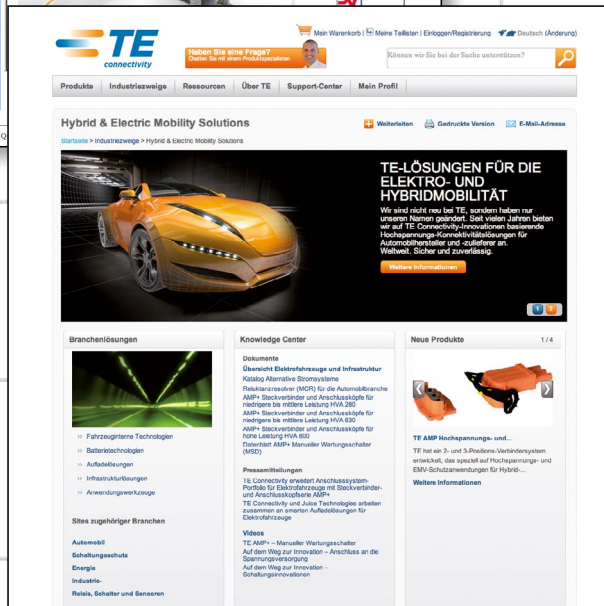 TE
connectivity
Mein Warenkorb | Meine Teillisten | Einloggen/Registrierung Deutsch (Änderung)
Haben Sie eine Frage?
Chatten Sie mit einem Produktspezialisten
Können wir Sie bei der Suche unterstützen?
Produkte Industriezweige Ressourcen Über TE Support-Center Mein Profil
Hybrid & Electric Mobility Solutions
Weiterleiten Gedruckte Version E-Mail-Adresse
Startseite > Industriezweige > Hybrid & Electric Mobility Solutions
TE-LÖSUNGEN FÜR DIE
ELEKTRO- UND
HYBRIDMOBILITÄT
Wir sind nicht neu bei TE, sondern haben nur
unseren Namen geändert. Seit vielen Jahren bieten
wir auf TE Connectivity-Innovationen basierende
Hochspannungs-Konnektivitätslösungen für
Automobilhersteller und -zulieferer an.
Weltweit. Sicher und zuverlässig.
Weitere Informationen
1 2
Branchenlösungen
Fahrzeuginterne Technologien
Batterietechnologien
Aufladelösungen
Infrastrukturlösungen
Anwendungswerkzeuge
Sites zugehöriger Branchen
Automobil
Schaltungsschutz
Energie
Industrie-
Relais, Schalter und Sensoren
Knowledge Center
Dokumente
Übersicht Elektrofahrzeuge und Infrastruktur
Katalog Alternative Stromsysteme
Reluktanzresolver (MCR) für die Automobilbranche
AMP+ Steckverbinder und Anschlussköpfe für
niedrigere bis mittlere Leistung HVA 280
AMP+ Steckverbinder und Anschlussköpfe für
niedrigere bis mittlere Leistung HVA 630
AMP+ Steckverbinder und Anschlussköpfe für
hohe Leistung HVA 800
Datenblatt AMP+ Manueller Wartungsschalter
(MSD)
Pressemitteilungen
TE Connectivity erweitert Anschlusssystem-
Portfolio für Elektrofahrzeuge mit Steckverbinder-
und Anschlusskopfserie AMP+
TE Connectivity und Juice Technologies arbeiten
zusammen an smarten Aufladelösungen für
Elektrofahrzeuge
Videos
TE AMP+ – Manueller Wartungsschalter
Auf dem Weg zur Innovation – Anschluss an die
Spannungsversorgung
Auf dem Weg zur Innovation –
Schaltungsinnovationen
Neue Produkte 1/4
TE AMP Hochspannungs- und...
TE hat ein 2- und 3-Positions-Verbindersystem
entwickelt, das speziell auf Hochspannungs- und
EMV-Schutzanwendungen für Hybrid-...
Weitere Informationen